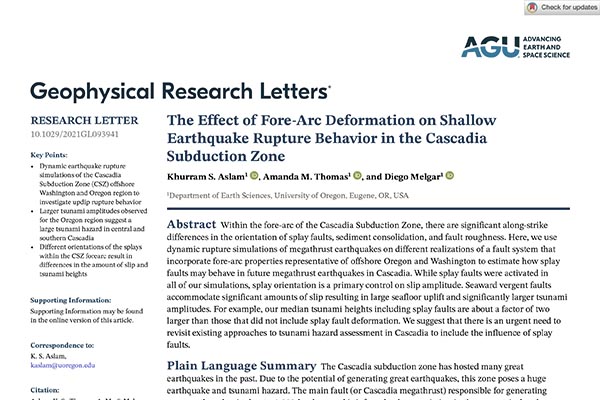 Check for updates
AGU ADVANCING
EARTH AND
SPACE SCIENCE
Geophysical Research Letters
RESEARCH LETTER
10.1029/2021GL093941
Key Points:
• Dynamic earthquake rupture
simulations of the Cascadia
Subduction Zone (CSZ) offshore
Washington and Oregon region to
investigate updip rupture behavior
• Larger tsunami amplitudes observed
for the Oregon region suggest a
large tsunami hazard in central and
southern Cascadia
• Different orientations of the splays
within the CSZ forearc result in
differences in the amount of slip and
tsunami heights
Supporting Information:
Supporting Information may be found
in the online version of this article.
Correspondence to:
K. S. Aslam,
kaslam@uoregon.edu
Citation:
The Effect of Fore-Arc Deformation on Shallow
Earthquake Rupture Behavior in the Cascadia
Subduction Zone
Khurram S. Aslam¹, Amanda M. Thomas¹, and Diego Melgar¹
¹Department of Earth Sciences, University of Oregon, Eugene, OR, USA
Abstract Within the fore-arc of the Cascadia Subduction Zone, there are significant along-strike
differences in the orientation of splay faults, sediment consolidation, and fault roughness. Here, we use
dynamic rupture simulations of megathrust earthquakes on different realizations of a fault system that
incorporate fore-arc properties representative of offshore Oregon and Washington to estimate how splay
faults may behave in future megathrust earthquakes in Cascadia. While splay faults were activated in
all of our simulations, splay orientation is a primary control on slip amplitude. Seaward vergent faults
accommodate significant amounts of slip resulting in large seafloor uplift and significantly larger tsunami
amplitudes. For example, our median tsunami heights including splay faults are about a factor of two
larger than those that did not include splay fault deformation. We suggest that there is an urgent need to
revisit existing approaches to tsunami hazard assessment in Cascadia to include the influence of splay
faults.
Plain Language Summary The Cascadia subduction zone has hosted many great
earthquakes in the past. Due to the potential of generating great earthquakes, this zone poses a huge
earthquake and tsunami hazard. The main fault (or Cascadia megathrust) responsible for generating